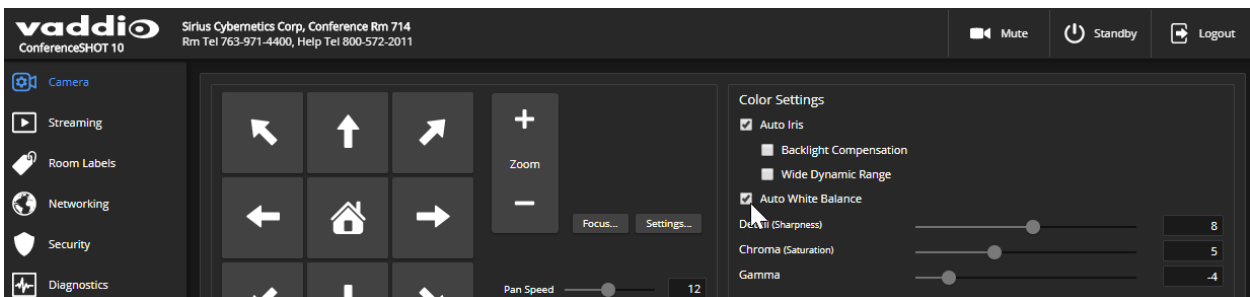 vaddio
ConferenceSHOT 10
Sirius Cybernetics Corp, Conference Rm 714
Rm Tel 763-971-4400, Help Tel 800-572-2011
Mute
Standby
Logout
Camera
Streaming
Room Labels
Networking
Security
Diagnostics
+
Zoom
−
Focus...
Settings...
Pan Speed
12
Color Settings
Auto Iris
Backlight Compensation
Wide Dynamic Range
Auto White Balance
(Sharpness)
8
Chroma (Saturation)
5
Gamma
-4